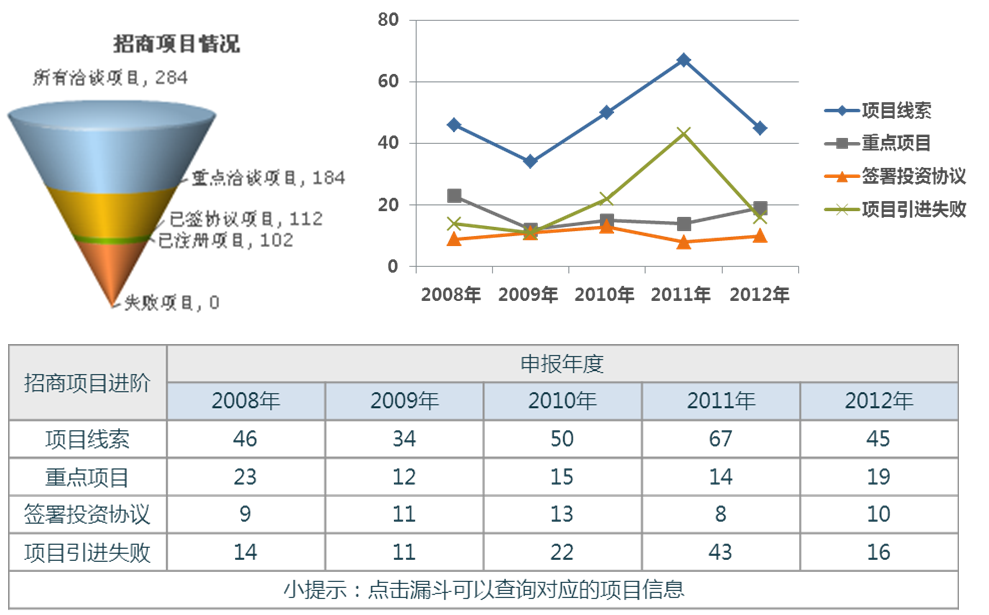 招商项目情况
所有洽谈项目, 284
重点洽谈项目, 184
已签协议项目, 112
已注册项目, 102
失败项目, 0
80
60
40
20
0
2008年 2009年 2010年 2011年 2012年
项目线索
重点项目
签署投资协议
项目引进失败
招商项目进阶 申报年度
2008年 2009年 2010年 2011年 2012年
项目线索 46 34 50 67 45
重点项目 23 12 15 14 19
签署投资协议 9 11 13 8 10
项目引进失败 14 11 22 43 16
小提示：点击漏斗可以查询对应的项目信息